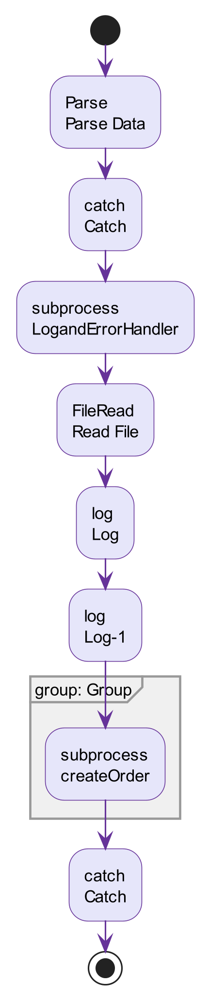 Parse
Parse Data
catch
Catch
subprocess
LogandErrorHandler
FileRead
Read File
log
Log
log
Log-1
group: Group
subprocess
createOrder
catch
Catch